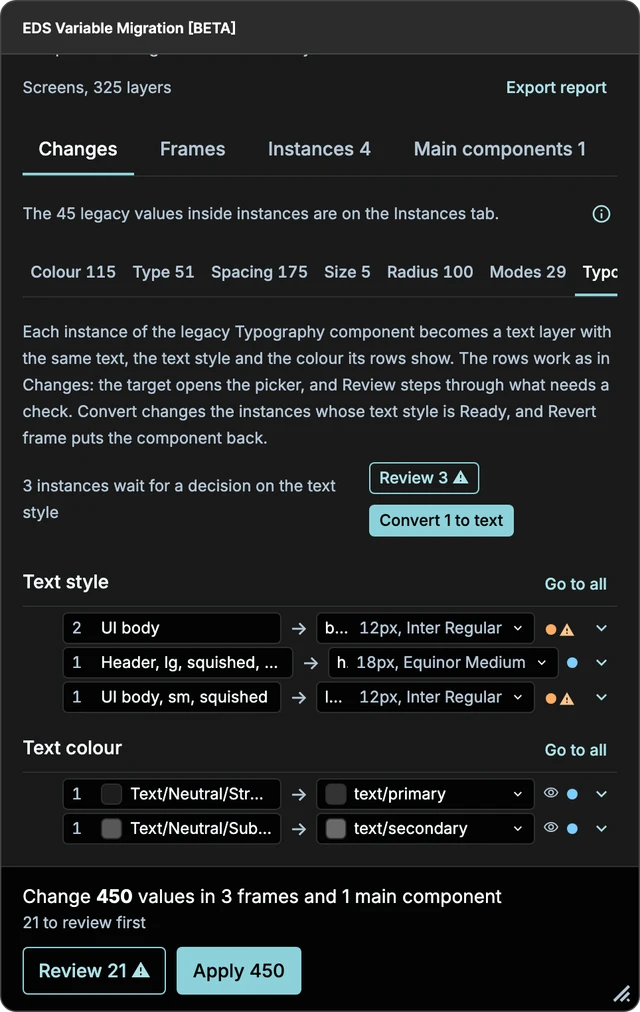 EDS Variable Migration [BETA]
Screens, 325 layers
Export report
Changes
Frames
Instances 4
Main components 1
The 45 legacy values inside instances are on the Instances tab.
Colour 115
Type 51
Spacing 175
Size 5
Radius 100
Modes 29
Typo
Each instance of the legacy Typography component becomes a text layer with
the same text, the text style and the colour its rows show. The rows work as in
Changes: the target opens the picker, and Review steps through what needs a
check. Convert changes the instances whose text style is Ready, and Revert
frame puts the component back.
3 instances wait for a decision on the text
style
Review 3
Convert 1 to text
Text style
Go to all
2 UI body → b... 12px, Inter Regular
1 Header, lg, squished, ... → h. 18px, Equinor Medium
1 UI body, sm, squished → l... 12px, Inter Regular
Text colour
Go to all
1 Text/Neutral/Str... → text/primary
1 Text/Neutral/Sub... → text/secondary
Change 450 values in 3 frames and 1 main component
21 to review first
Review 21
Apply 450